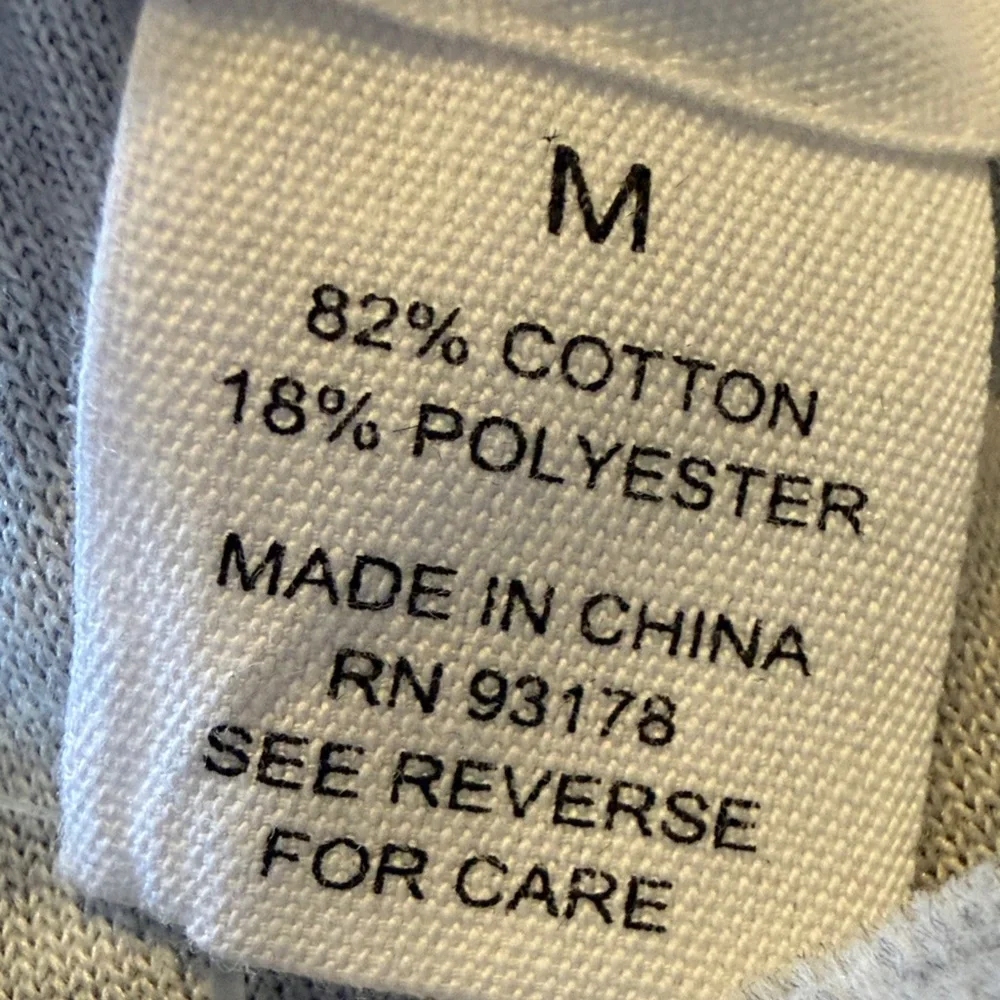 M
82% COTTON
18% POLYESTER
MADE IN CHINA
RN 93178
SEE REVERSE
FOR CARE